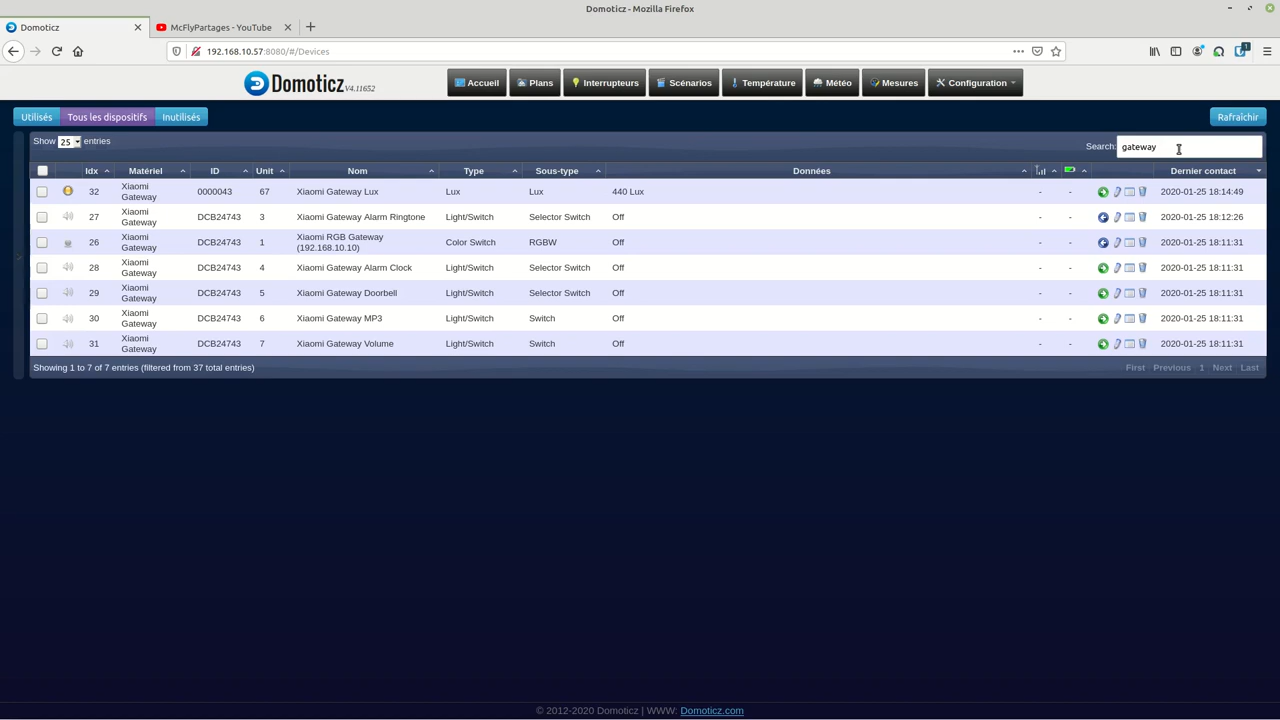 Domoticz - Mozilla Firefox
Domoticz
McFlyPartages - YouTube
192.168.10.57:8080/#/Devices
1
Domoticz V4.11652
Accueil
Plans
Interrupteurs
Scénarios
Température
Météo
Mesures
Configuration
Utilisés
Tous les dispositifs
Inutilisés
Rafraîchir
Show 25 entries
Search: gateway
Idx Matériel ID Unit Nom Type Sous-type Données Dernier contact
32 Xiaomi Gateway 0000043 67 Xiaomi Gateway Lux Lux Lux 440 Lux - - 2020-01-25 18:14:49
27 Xiaomi Gateway DCB24743 3 Xiaomi Gateway Alarm Ringtone Light/Switch Selector Switch Off - - 2020-01-25 18:12:26
26 Xiaomi Gateway DCB24743 1 Xiaomi RGB Gateway (192.168.10.10) Color Switch RGBW Off - - 2020-01-25 18:11:31
28 Xiaomi Gateway DCB24743 4 Xiaomi Gateway Alarm Clock Light/Switch Selector Switch Off - - 2020-01-25 18:11:31
29 Xiaomi Gateway DCB24743 5 Xiaomi Gateway Doorbell Light/Switch Selector Switch Off - - 2020-01-25 18:11:31
30 Xiaomi Gateway DCB24743 6 Xiaomi Gateway MP3 Light/Switch Switch Off - - 2020-01-25 18:11:31
31 Xiaomi Gateway DCB24743 7 Xiaomi Gateway Volume Light/Switch Switch Off - - 2020-01-25 18:11:31
Showing 1 to 7 of 7 entries (filtered from 37 total entries)
First Previous 1 Next Last
© 2012-2020 Domoticz | WWW: Domoticz.com